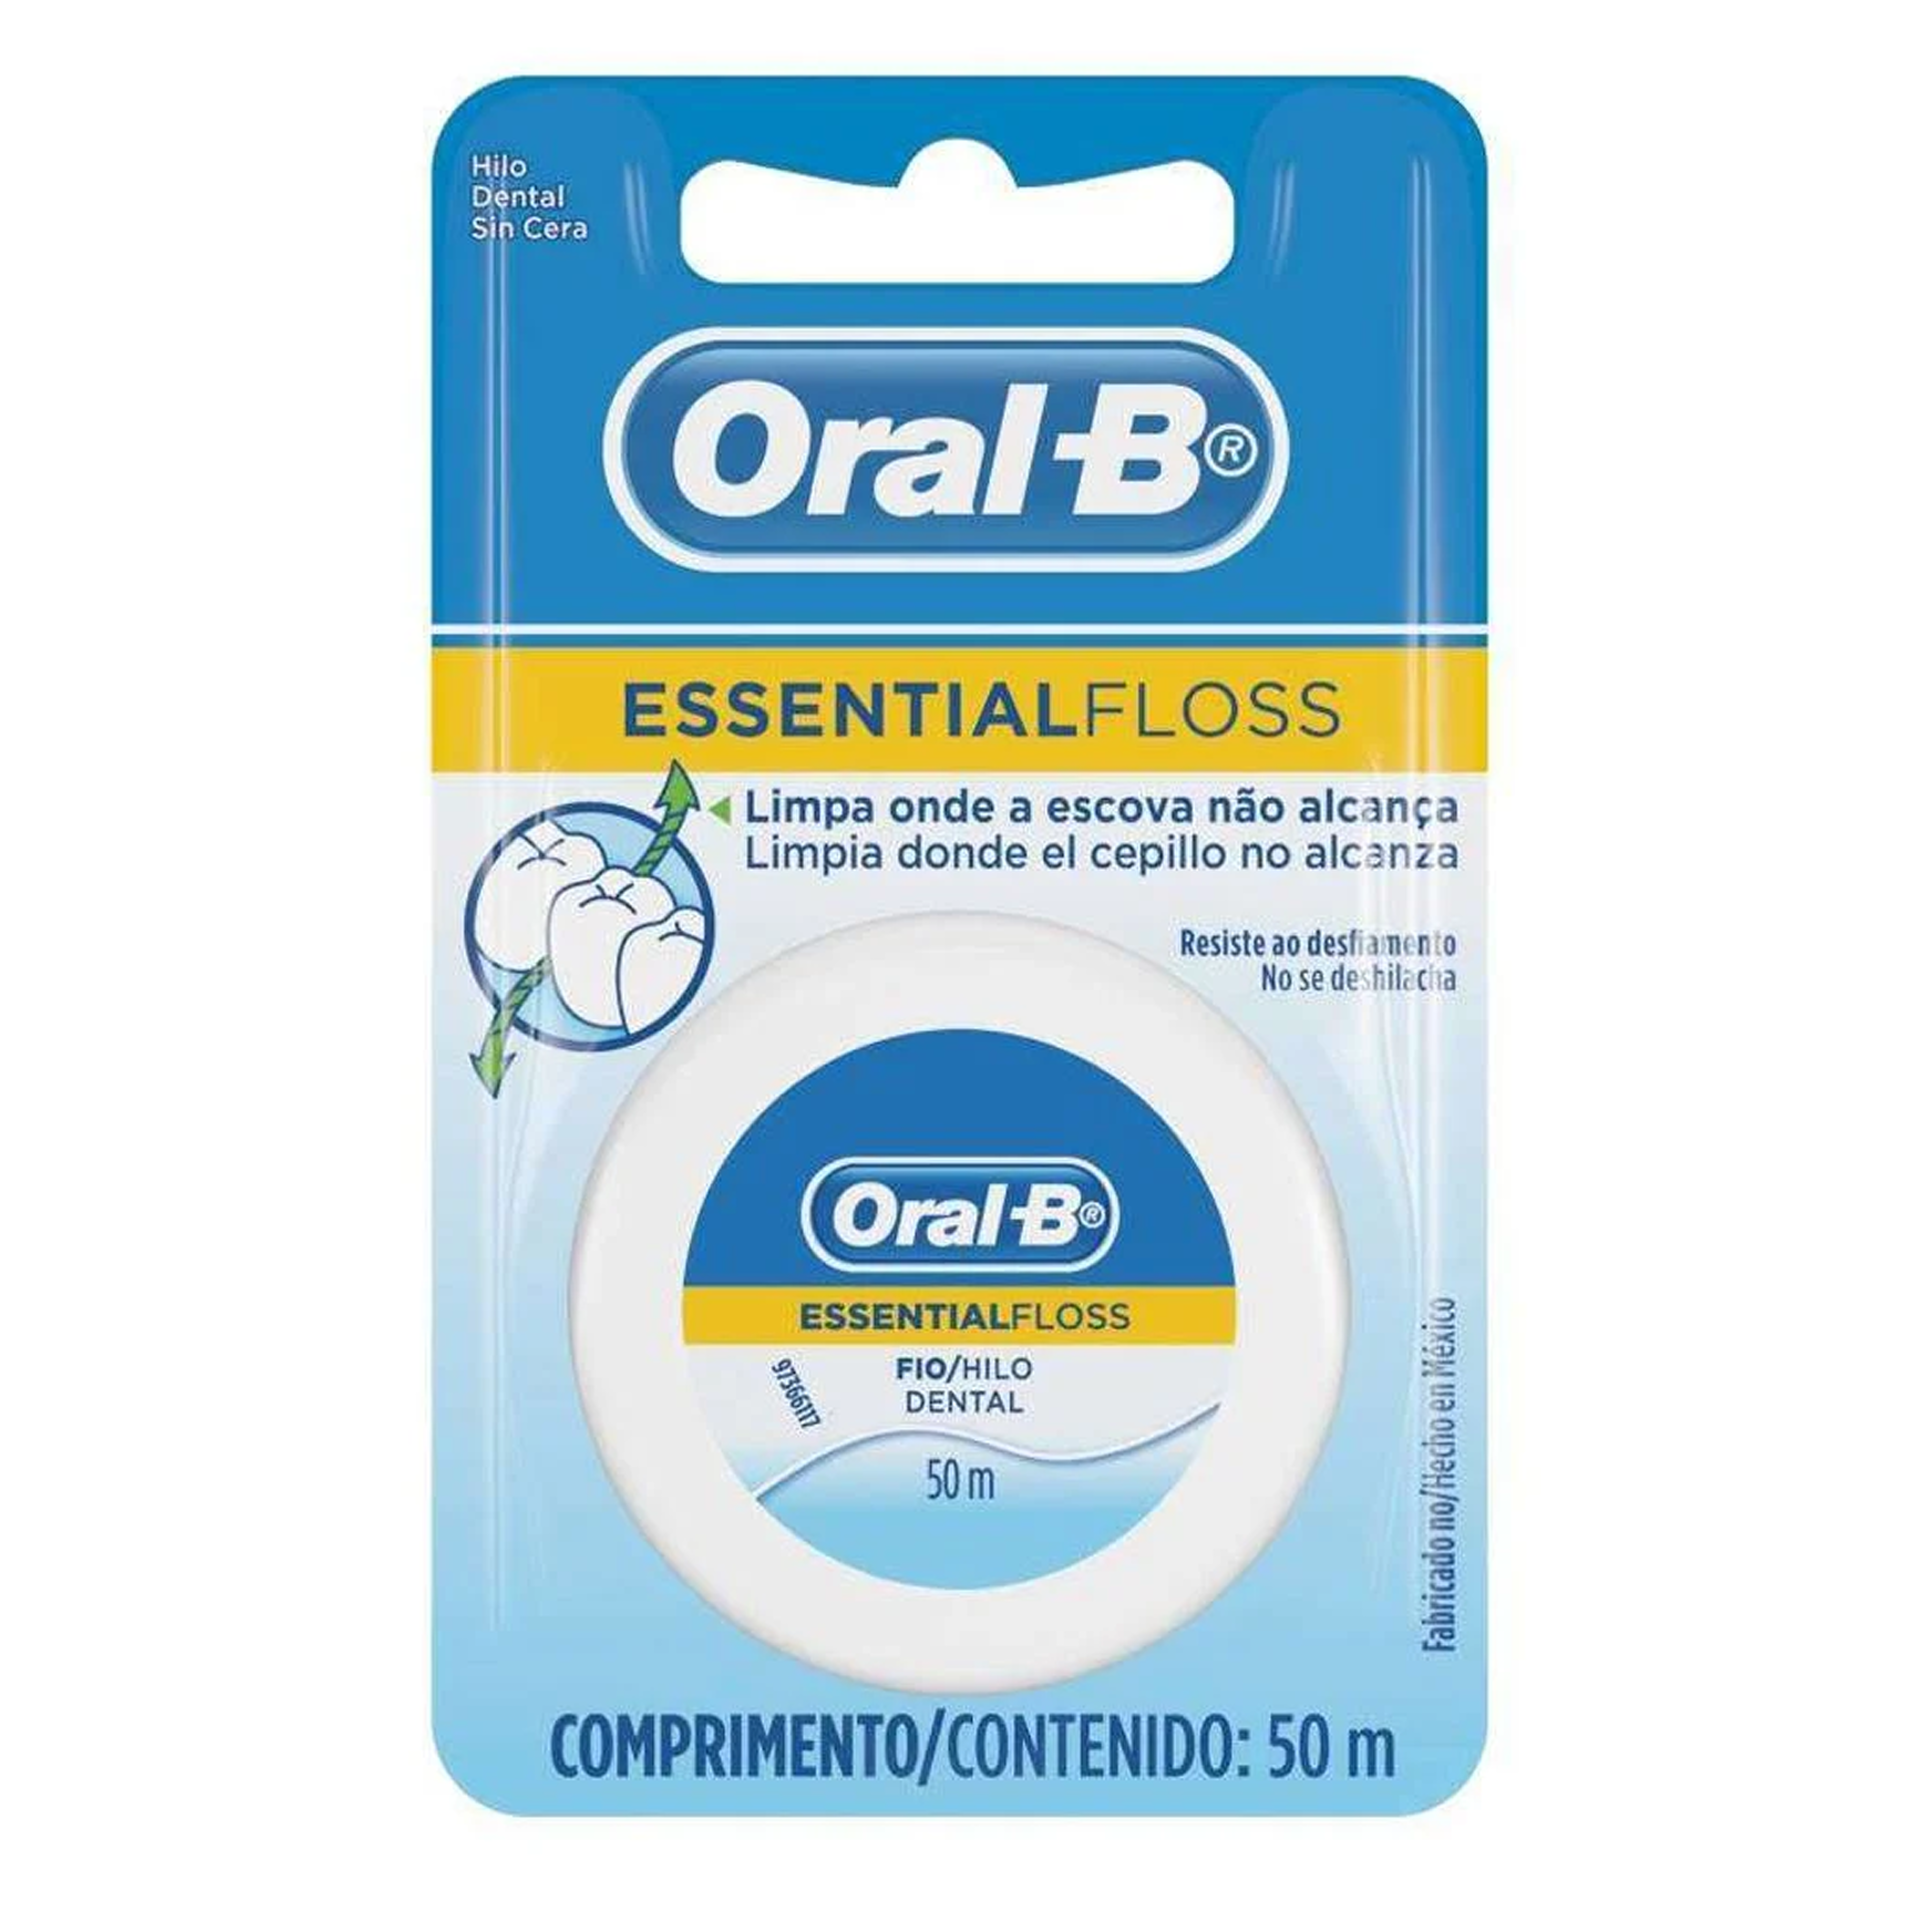 Hilo
Dental
Sin Cera
Oral-B®
ESSENTIALFLOSS
Limpa onde a escova não alcança
Limpia donde el cepillo no alcanza
Resiste ao desfiamento
No se deshilacha
Oral-B®
ESSENTIALFLOSS
FIO/HILO
DENTAL
97366117
50 m
Fabricado no/Hecho en México
COMPRIMENTO/CONTENIDO: 50 m